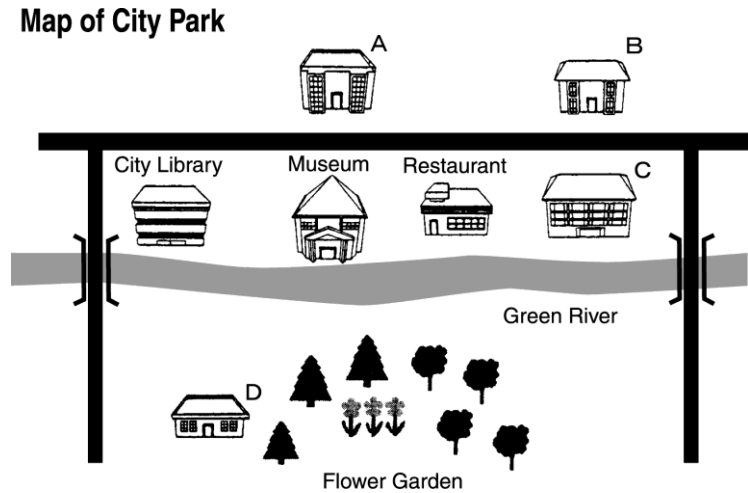 Map of City Park
A
B
City Library
Museum
Restaurant
C
Green River
D
Flower Garden